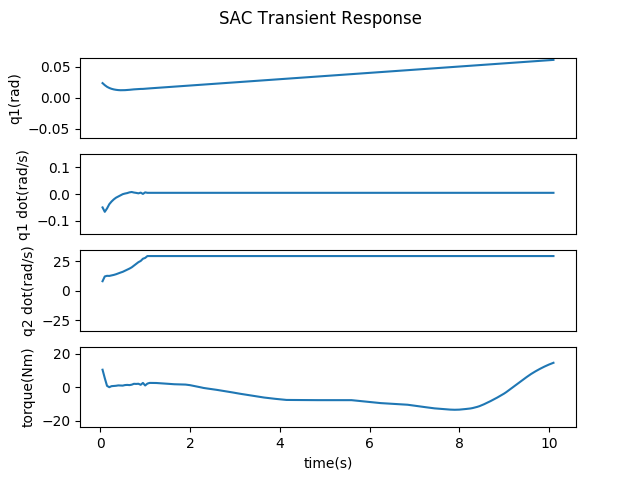 SAC Transient Response
q1(rad)
0.05
0.00
−0.05
q1 dot(rad/s)
0.1
0.0
−0.1
q2 dot(rad/s)
25
0
−25
torque(Nm)
20
0
−20
0 2 4 6 8 10
time(s)